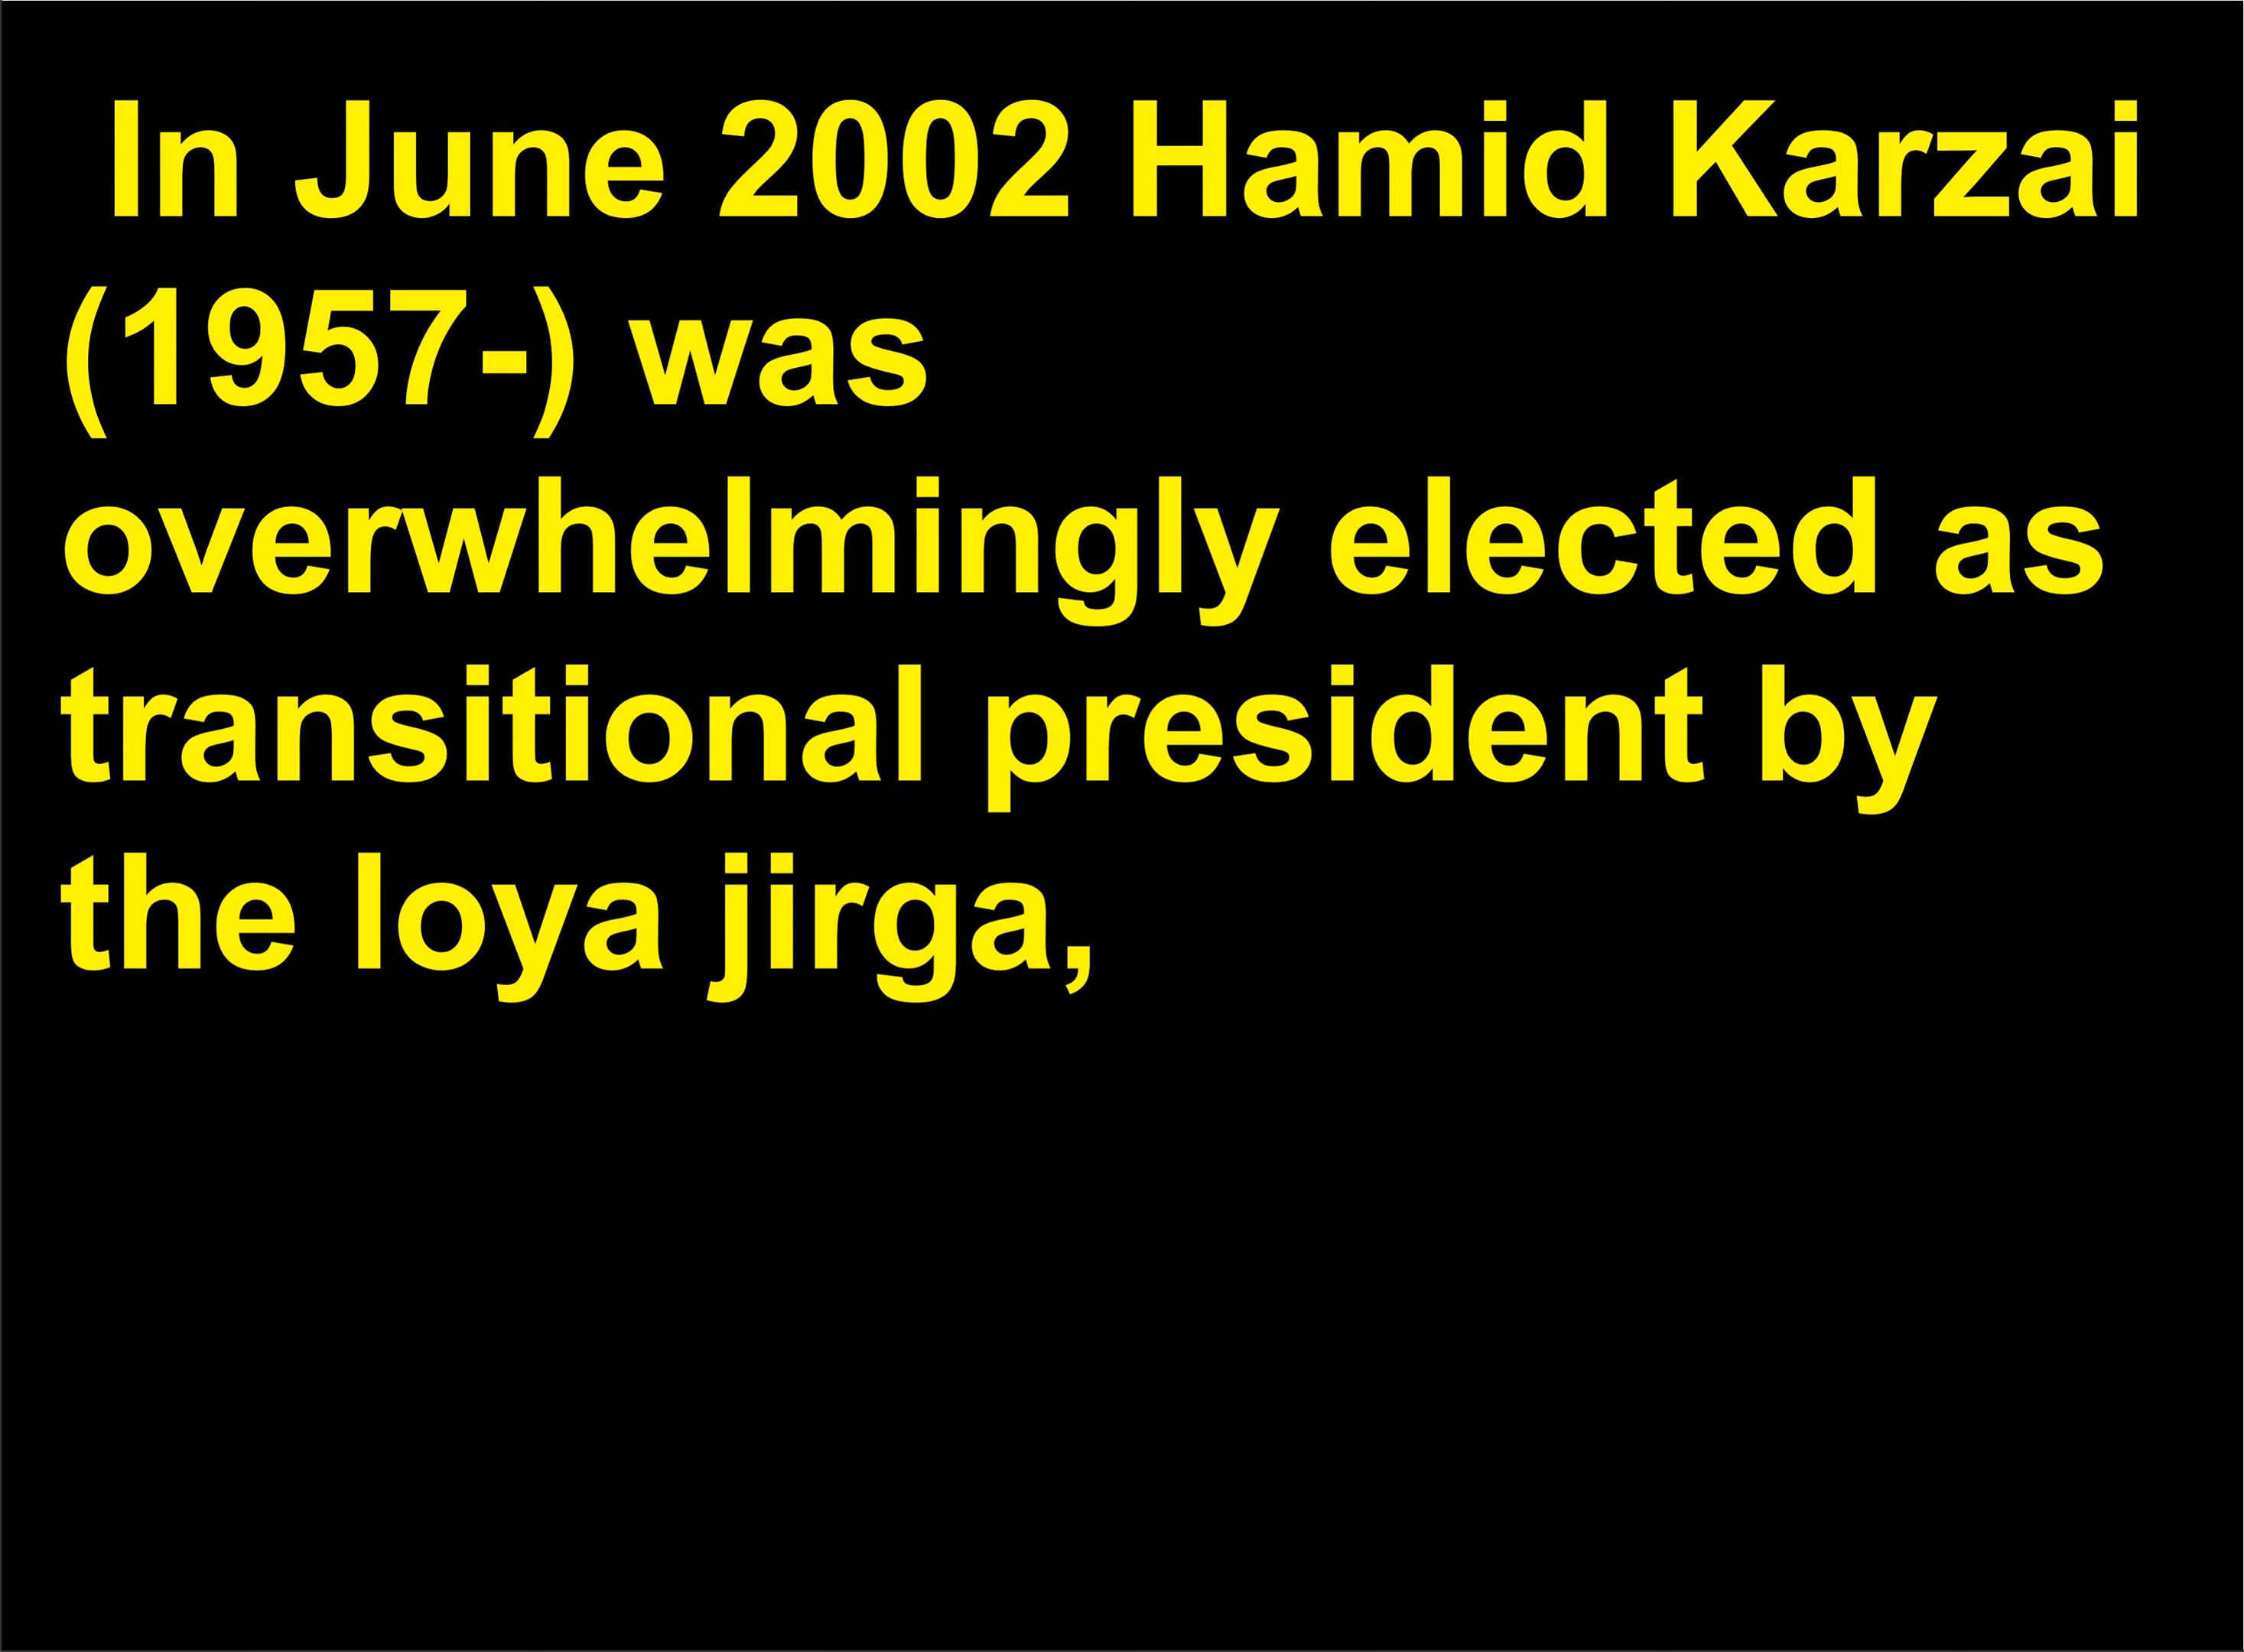 In June 2002 Hamid Karzai
(1957-) was
overwhelmingly elected as
transitional president by
the loya jirga,